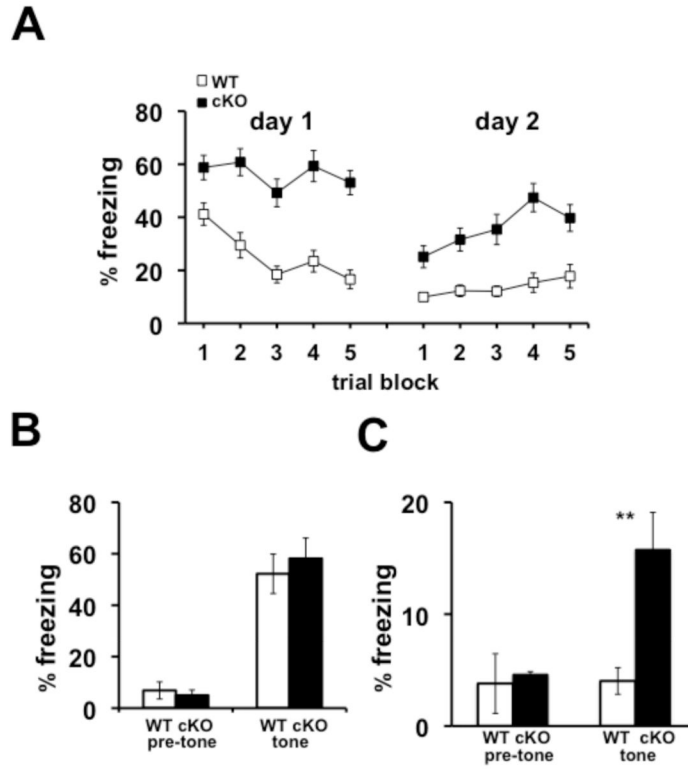 A
WT
cKO
day 1
day 2
80
60
40
20
0
% freezing
1 2 3 4 5 1 2 3 4 5
trial block
B
80
60
40
20
0
% freezing
WT cKO WT cKO
pre-tone tone
C
20
10
0
% freezing
**
WT cKO WT cKO
pre-tone tone